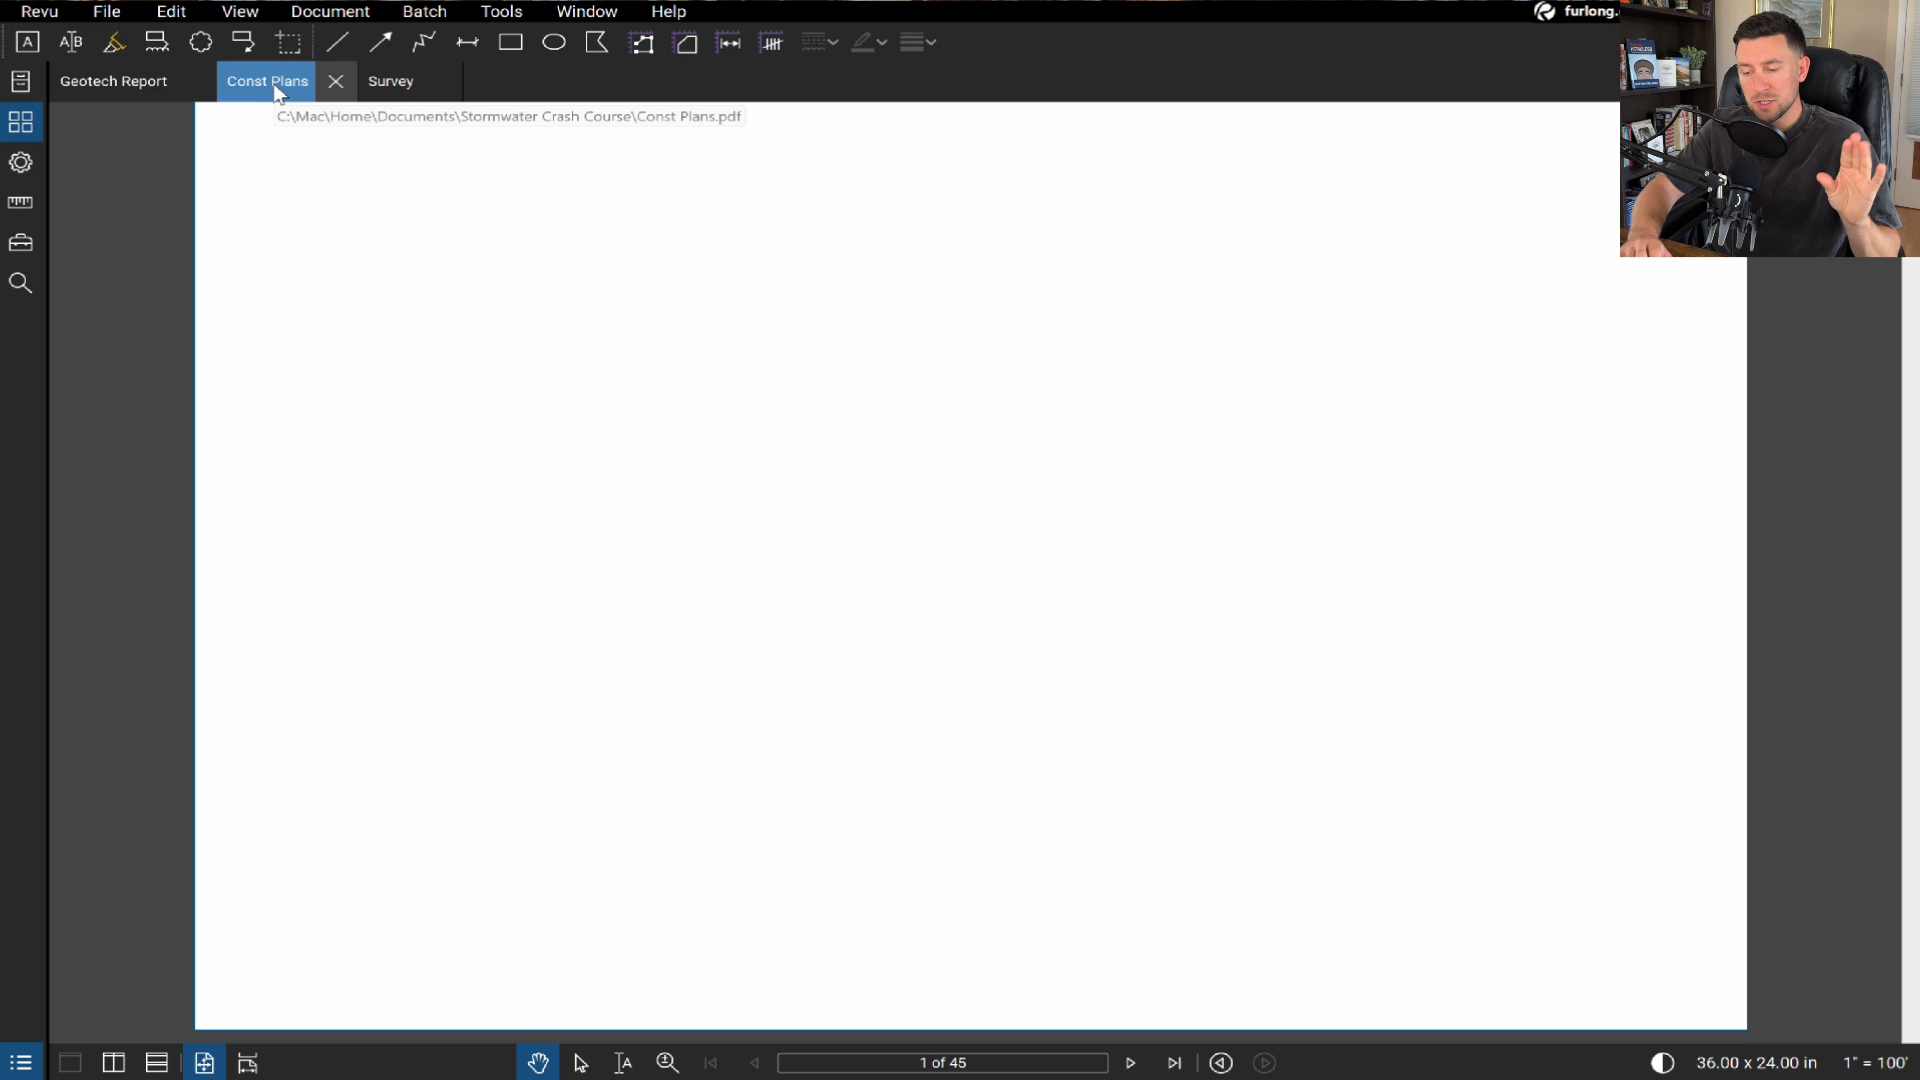 Revu File Edit View Document Batch Tools Window Help furlong.
Geotech Report Const Plans Survey
C:\Mac\Home\Documents\Stormwater Crash Course\Const Plans.pdf
1 of 45 36.00 x 24.00 in 1" = 100'